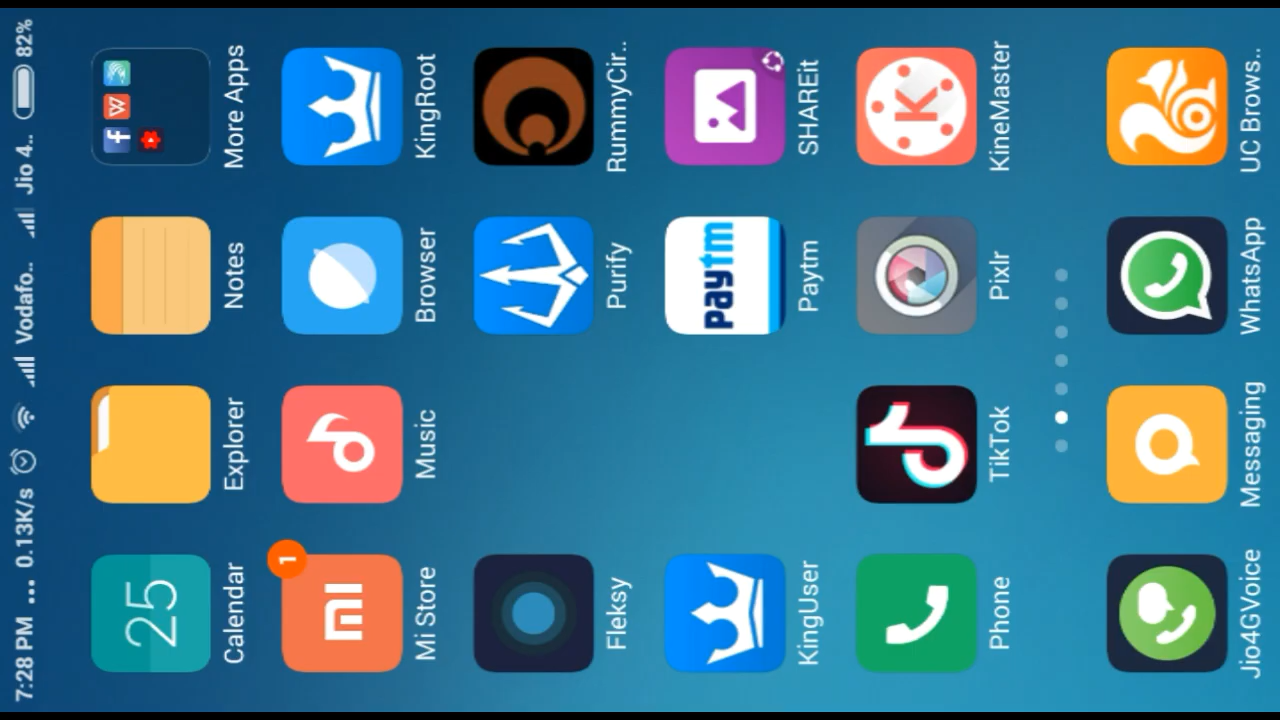 7:28 PM ... 0.13K/s Vodafo.. Jio 4.. 82%
25
f W
Calendar Explorer Notes More Apps
1
mi
Mi Store Music Browser KingRoot
Fleksy Purify RummyCir..
paytm
KingUser Paytm SHAREit
K
Phone TikTok Pixlr KineMaster
Jio4GVoice Messaging WhatsApp UC Brows..